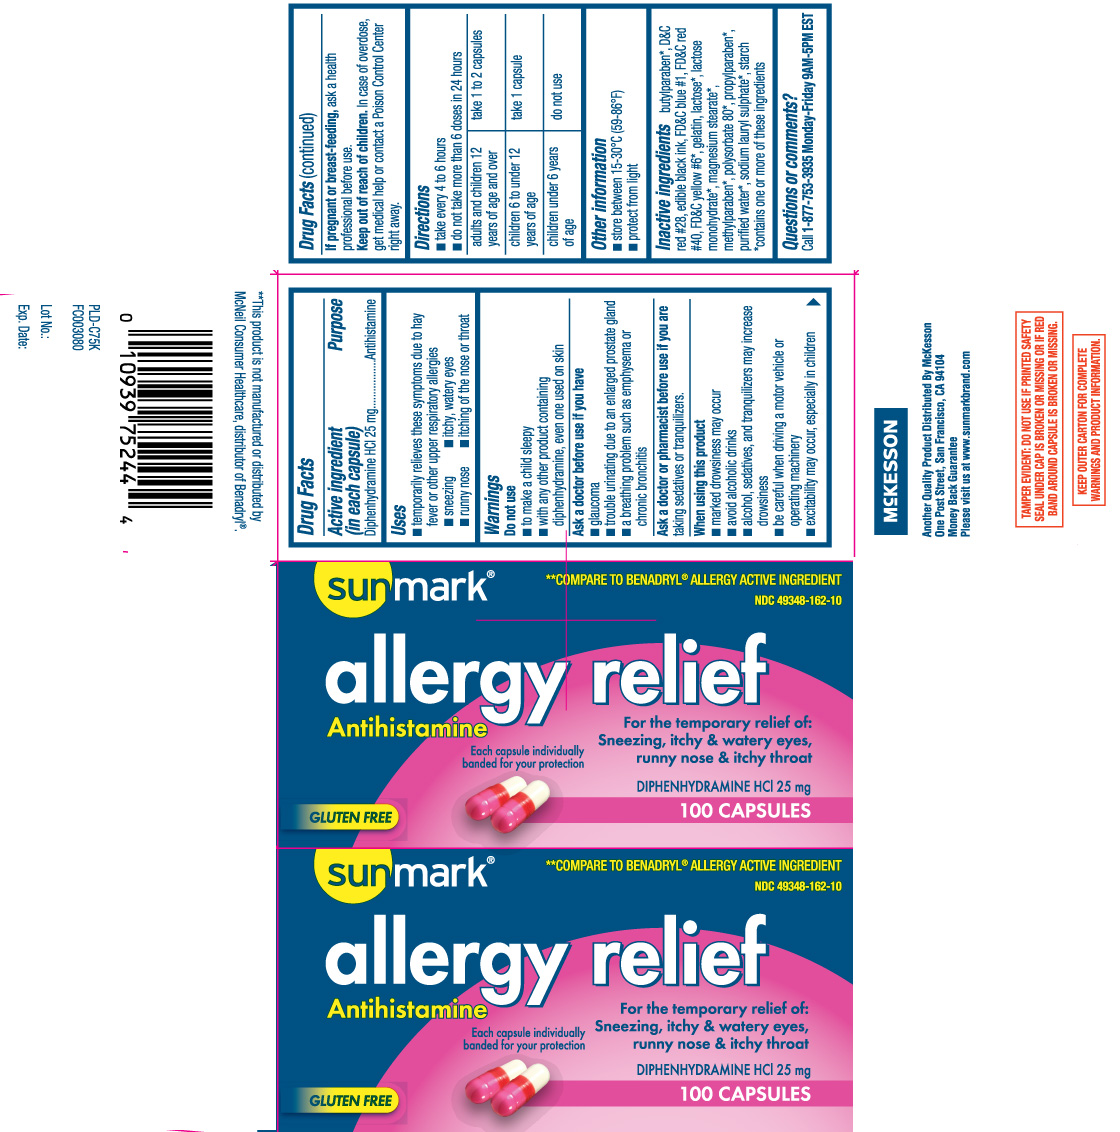 Drug Facts (continued)
If pregnant or breast-feeding, ask a health
professional before use.
Keep out of reach of children. In case of overdose,
get medical help or contact a Poison Control Center
right away.
Directions
■ take every 4 to 6 hours
■ do not take more than 6 doses in 24 hours
adults and children 12 years of age and over take 1 to 2 capsules
children 6 to under 12 years of age take 1 capsule
children under 6 years of age do not use
Other information
■ store between 15-30°C (59-86°F)
■ protect from light
Inactive ingredients butylparaben*, D&C
red #28, edible black ink, FD&C blue #1, FD&C red
#40, FD&C yellow #6*, gelatin, lactose*, lactose
monohydrate*, magnesium stearate*,
methylparaben*, polysorbate 80*, propylparaben*,
purified water*, sodium lauryl sulphate*, starch
*contains one or more of these ingredients
Questions or comments?
Call 1-877-753-3935 Monday-Friday 9AM-5PM EST
Drug Facts
Active ingredient Purpose
(in each capsule)
Diphenhydramine HCl 25 mg................Antihistamine
Uses
■ temporarily relieves these symptoms due to hay
fever or other upper respiratory allergies
■ sneezing ■ itchy, watery eyes
■ runny nose ■ itching of the nose or throat
Warnings
Do not use
■ to make a child sleepy
■ with any other product containing
diphenhydramine, even one used on skin
Ask a doctor before use if you have
■ glaucoma
■ trouble urinating due to an enlarged prostate gland
■ a breathing problem such as emphysema or
chronic bronchitis
Ask a doctor or pharmacist before use if you are
taking sedatives or tranquilizers.
When using this product
■ marked drowsiness may occur
■ avoid alcoholic drinks
■ alcohol, sedatives, and tranquilizers may increase
drowsiness
■ be careful when driving a motor vehicle or
operating machinery
■ excitability may occur, especially in children
**This product is not manufactured or distributed by
McNeil Consumer Healthcare, distributor of Benadryl®.
0 10939 75244 4
PLD-C75K
FC0003080
Lot No.:
Exp. Date:
McKESSON
Another Quality Product Distributed By McKesson
One Post Street, San Francisco, CA 94104
Money Back Guarantee
Please visit us at www.sunmarkbrand.com
TAMPER EVIDENT: DO NOT USE IF PRINTED SAFETY
SEAL UNDER CAP IS BROKEN OR MISSING OR IF RED
BAND AROUND CAPSULE IS BROKEN OR MISSING.
KEEP OUTER CARTON FOR COMPLETE
WARNINGS AND PRODUCT INFORMATION.
sunmark®
**COMPARE TO BENADRYL® ALLERGY ACTIVE INGREDIENT
NDC 49348-162-10
allergy relief
Antihistamine
For the temporary relief of:
Sneezing, itchy & watery eyes,
runny nose & itchy throat
Each capsule individually
banded for your protection
DIPHENHYDRAMINE HCl 25 mg
100 CAPSULES
GLUTEN FREE
sunmark®
**COMPARE TO BENADRYL® ALLERGY ACTIVE INGREDIENT
NDC 49348-162-10
allergy relief
Antihistamine
For the temporary relief of:
Sneezing, itchy & watery eyes,
runny nose & itchy throat
Each capsule individually
banded for your protection
DIPHENHYDRAMINE HCl 25 mg
100 CAPSULES
GLUTEN FREE